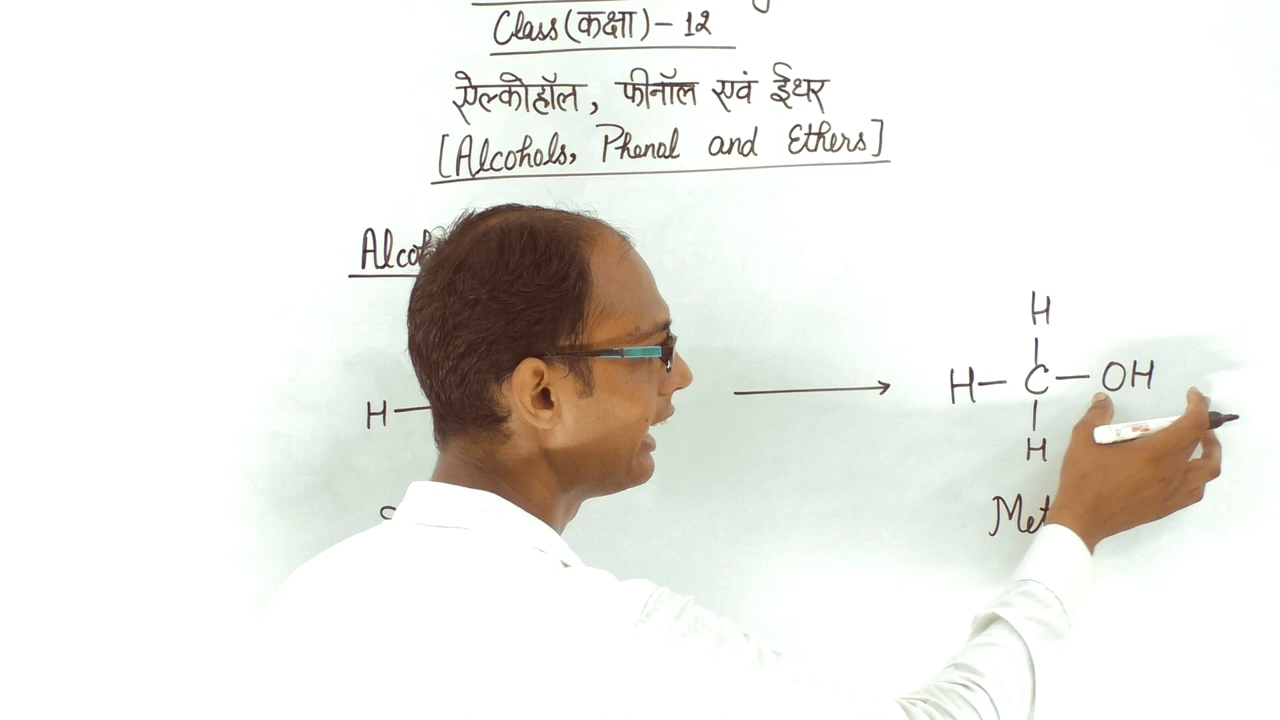 Class (कक्षा) - 12
ऐल्कोहॉल, फीनॉल एवं ईथर
[Alcohols, Phenol and Ethers]
H
H - C - OH
H -
H